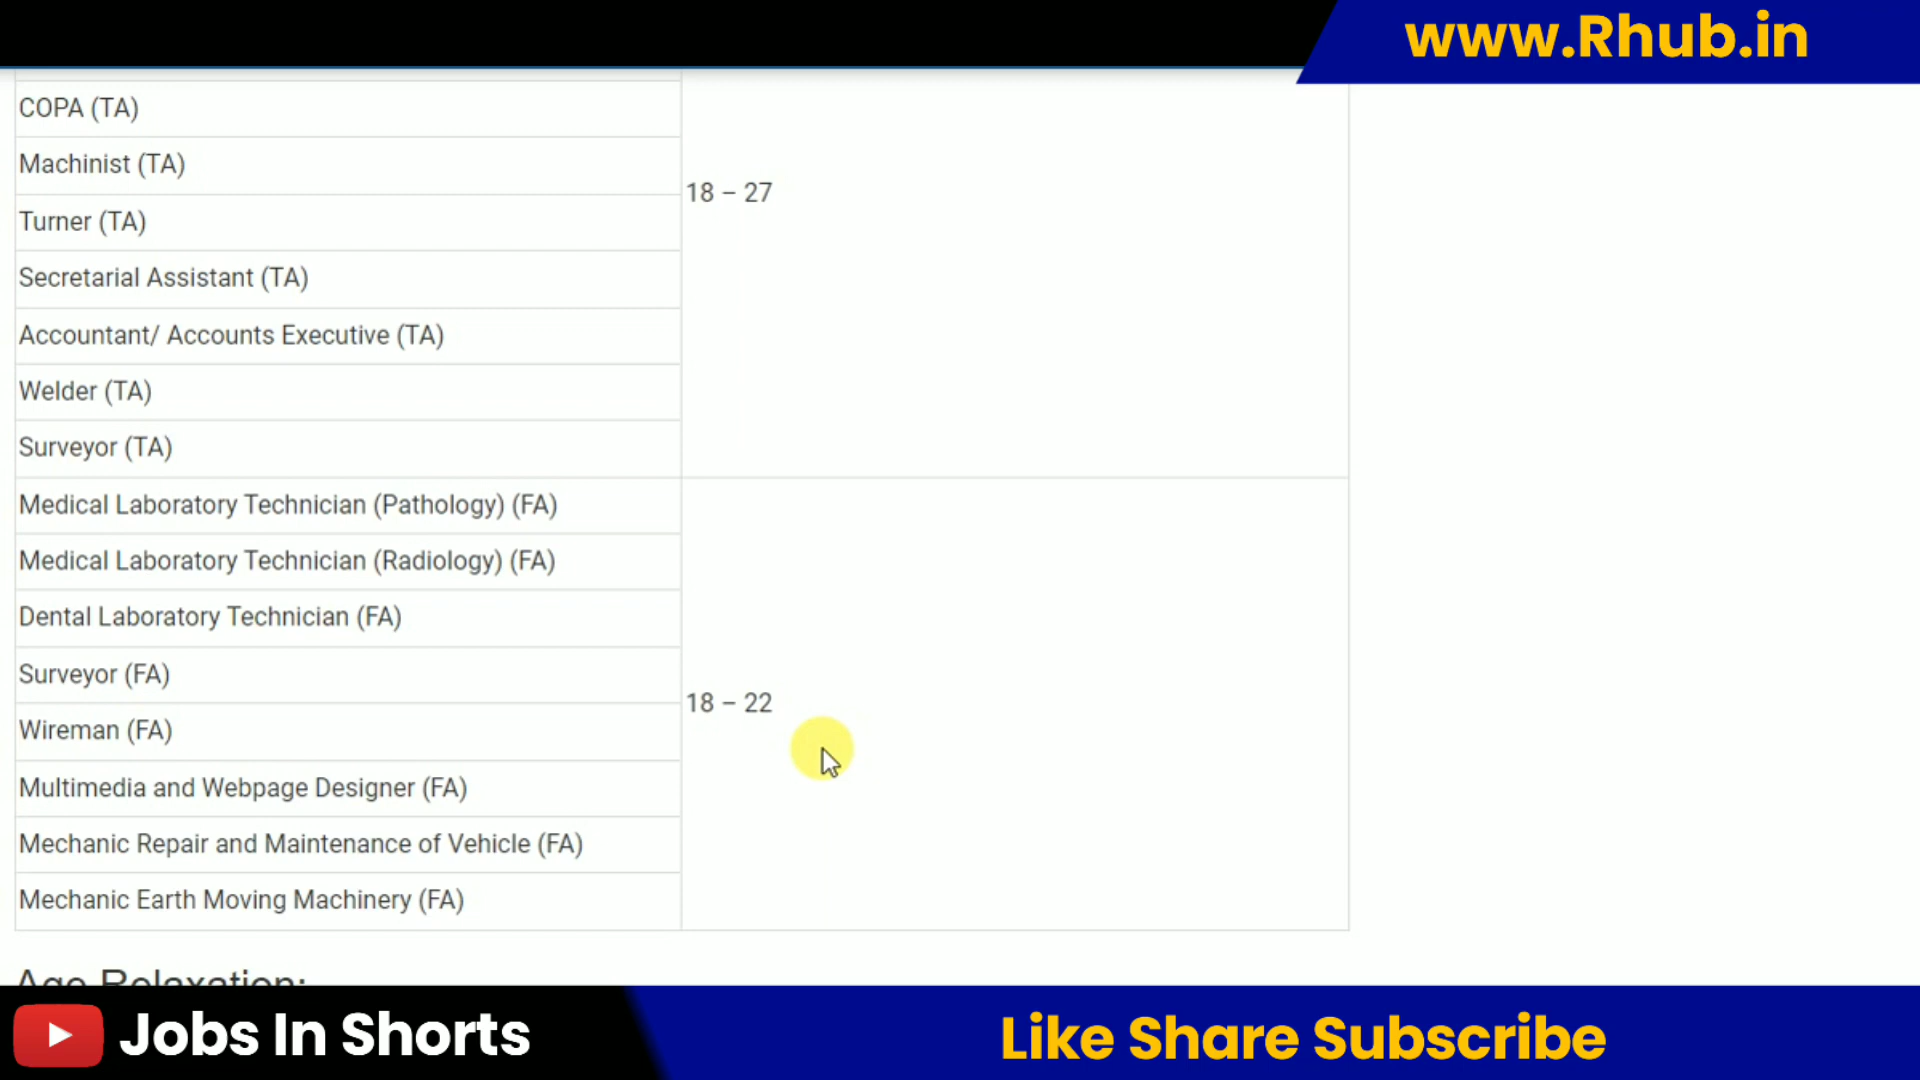 www.Rhub.in
COPA (TA)
Machinist (TA)
18 – 27
Turner (TA)
Secretarial Assistant (TA)
Accountant/ Accounts Executive (TA)
Welder (TA)
Surveyor (TA)
Medical Laboratory Technician (Pathology) (FA)
Medical Laboratory Technician (Radiology) (FA)
Dental Laboratory Technician (FA)
Surveyor (FA)
18 – 22
Wireman (FA)
Multimedia and Webpage Designer (FA)
Mechanic Repair and Maintenance of Vehicle (FA)
Mechanic Earth Moving Machinery (FA)
Age Relaxation:
Jobs In Shorts
Like Share Subscribe